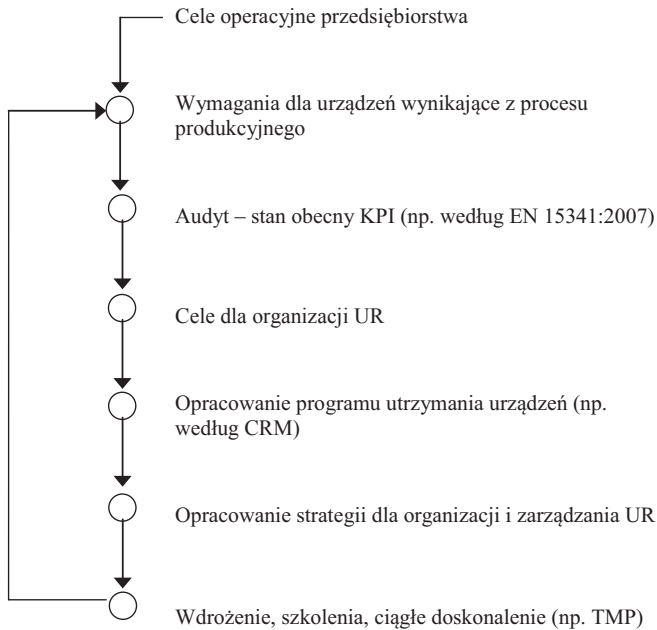 Cele operacyjne przedsiębiorstwa
Wymagania dla urządzeń wynikające z procesu
produkcyjnego
Audyt – stan obecny KPI (np. według EN 15341:2007)
Cele dla organizacji UR
Opracowanie programu utrzymania urządzeń (np.
według CRM)
Opracowanie strategii dla organizacji i zarządzania UR
Wdrożenie, szkolenia, ciągłe doskonalenie (np. TMP)